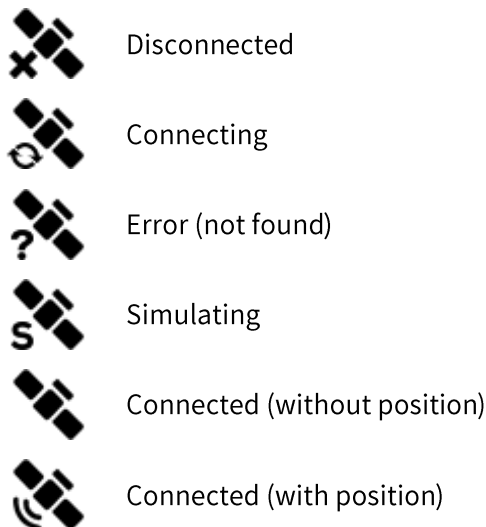 Disconnected
Connecting
? Error (not found)
S Simulating
Connected (without position)
Connected (with position)